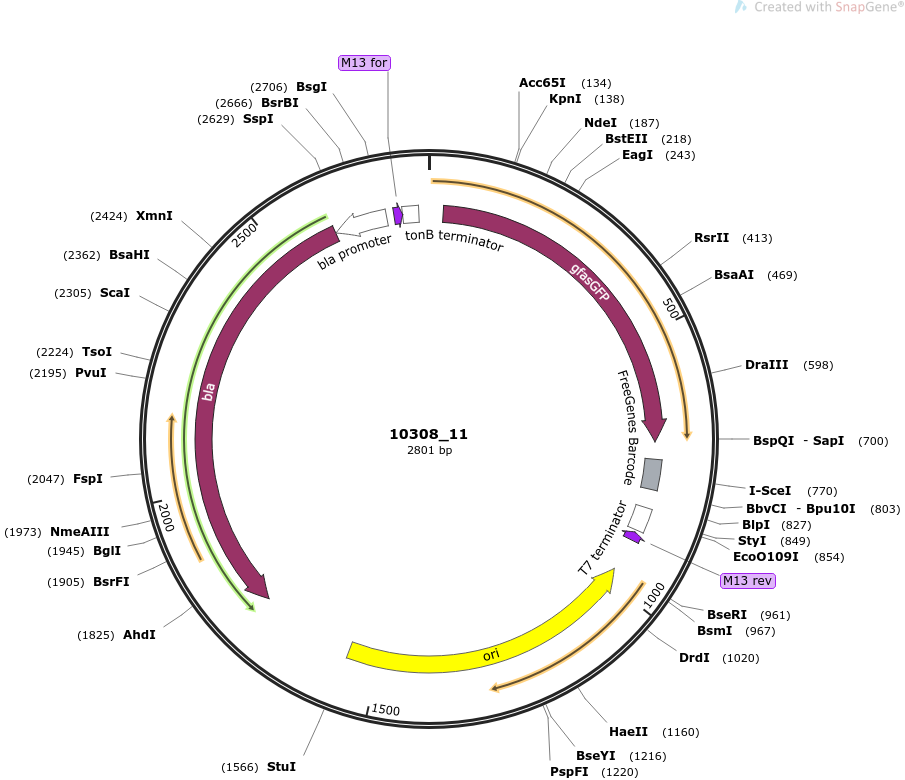 Created with SnapGene®
M13 for
(2706) BsgI
(2666) BsrBI
(2629) SspI
Acc65I (134)
KpnI (138)
NdeI (187)
BstEII (218)
EagI (243)
(2424) XmnI
(2362) BsaHI
(2305) ScaI
(2224) TsoI
(2195) PvuI
(2047) FspI
(1973) NmeAIII
(1945) BglI
(1905) BsrFI
(1825) AhdI
(1566) StuI
RsrII (413)
BsaAI (469)
DraIII (598)
BspQI - SapI (700)
I-SceI (770)
BbvCI - Bpu10I (803)
BlpI (827)
StyI (849)
EcoO109I (854)
M13 rev
BseRI (961)
BsmI (967)
DrdI (1020)
HaeII (1160)
BseYI (1216)
PspFI (1220)
2500
bla promoter
tonB terminator
gfasGFP
500
FreeGenes Barcode
T7 terminator
1000
ori
1500
2000
bla
10308_11
2801 bp